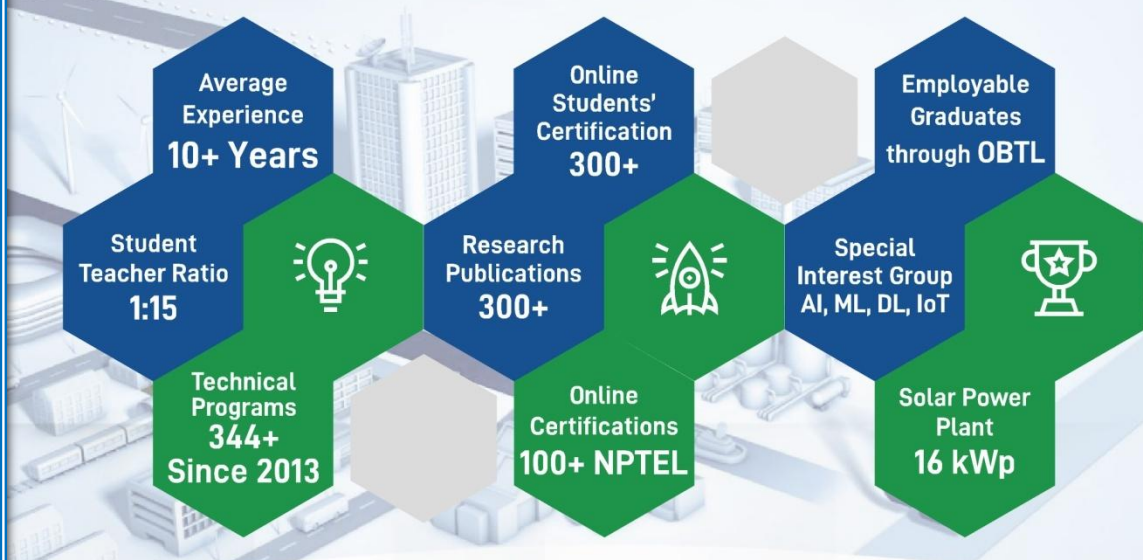 Average
Experience
10+ Years
Online
Students'
Certification
300+
Employable
Graduates
through OBTL
Student
Teacher Ratio
1:15
Research
Publications
300+
Special
Interest Group
AI, ML, DL, IoT
Technical
Programs
344+
Since 2013
Online
Certifications
100+ NPTEL
Solar Power
Plant
16 kWp